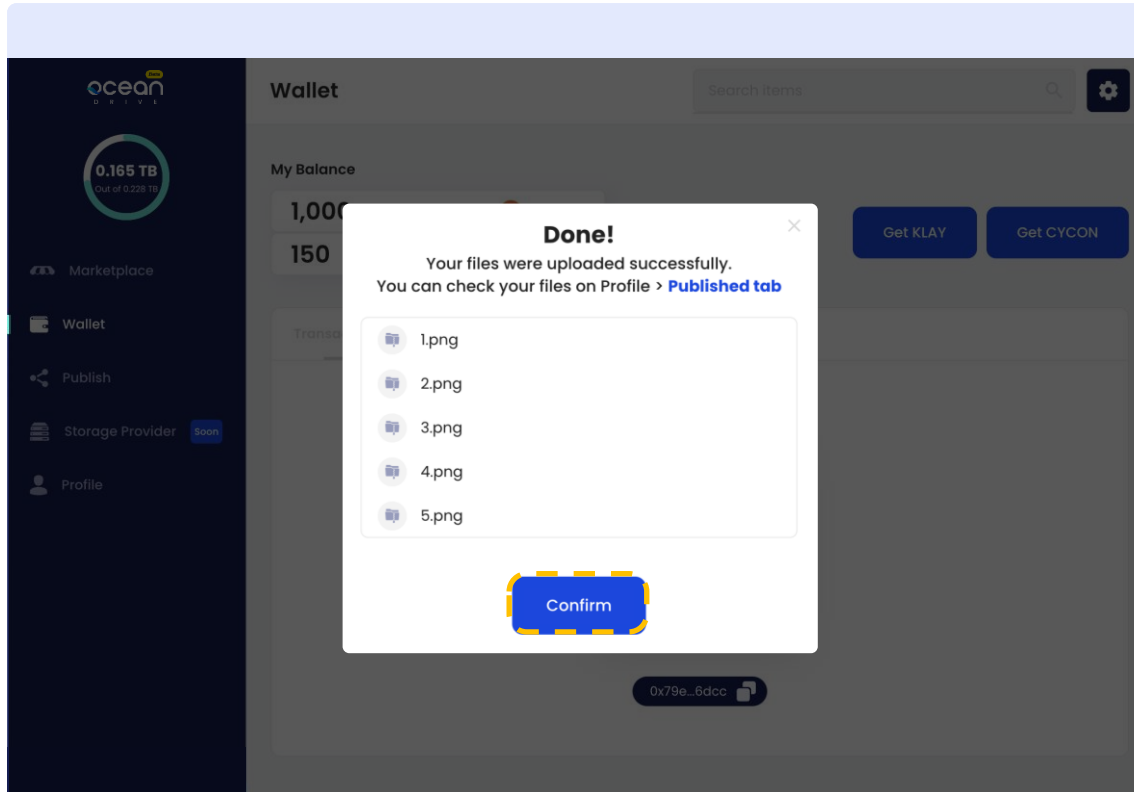 ocean
Beta
DRIVE
0.165 TB
Out of 0.228 TB
Marketplace
Wallet
Publish
Storage Provider
Soon
Profile
Wallet
Search items
My Balance
1,000
150
Get KLAY
Get CYCON
Done!
Your files were uploaded successfully.
You can check your files on Profile > Published tab
1.png
2.png
3.png
4.png
5.png
Confirm
0x79e...6dcc